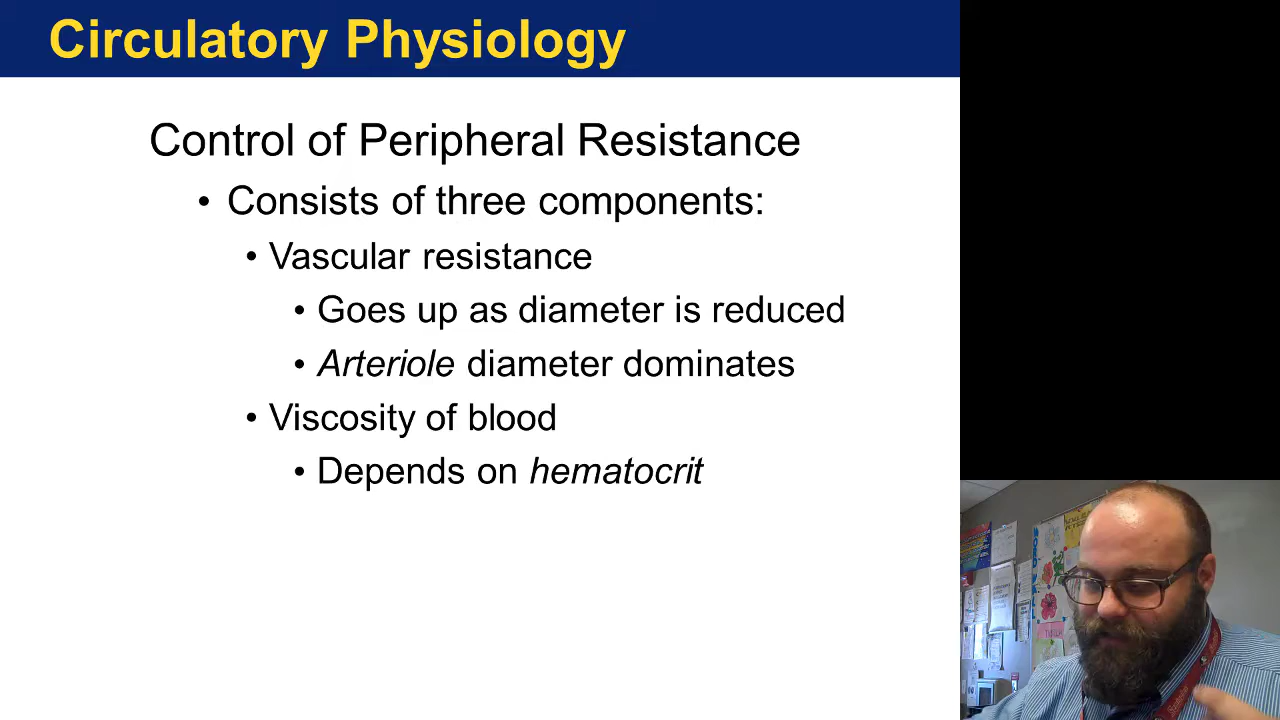 Circulatory Physiology
Control of Peripheral Resistance
• Consists of three components:
• Vascular resistance
• Goes up as diameter is reduced
• Arteriole diameter dominates
• Viscosity of blood
• Depends on hematocrit